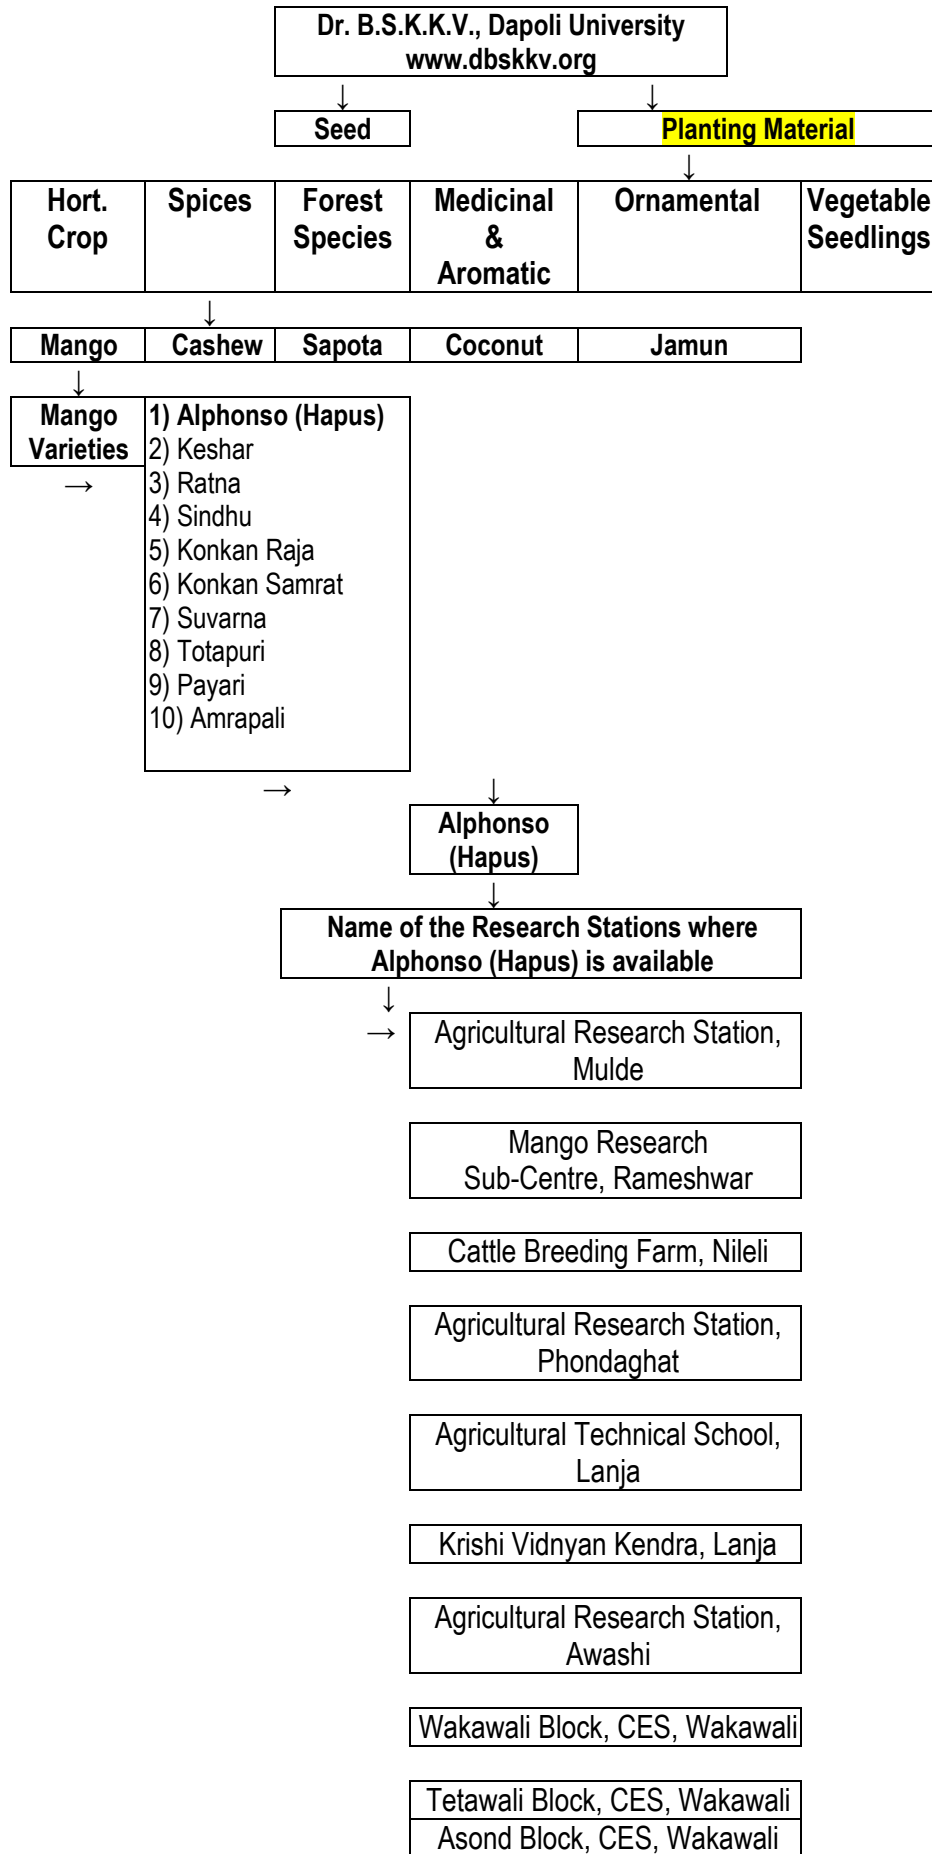 Dr. B.S.K.K.V., Dapoli University
www.dbskkv.org
↓ ↓
Seed Planting Material
↓
Hort. Crop Spices Forest Species Medicinal & Aromatic Ornamental Vegetable Seedlings
↓
Mango Cashew Sapota Coconut Jamun
↓
Mango Varieties
→
1) Alphonso (Hapus)
2) Keshar
3) Ratna
4) Sindhu
5) Konkan Raja
6) Konkan Samrat
7) Suvarna
8) Totapuri
9) Payari
10) Amrapali
→ ↓
Alphonso
(Hapus)
↓
Name of the Research Stations where
Alphonso (Hapus) is available
↓
→
Agricultural Research Station,
Mulde
Mango Research
Sub-Centre, Rameshwar
Cattle Breeding Farm, Nileli
Agricultural Research Station,
Phondaghat
Agricultural Technical School,
Lanja
Krishi Vidnyan Kendra, Lanja
Agricultural Research Station,
Awashi
Wakawali Block, CES, Wakawali
Tetawali Block, CES, Wakawali
Asond Block, CES, Wakawali